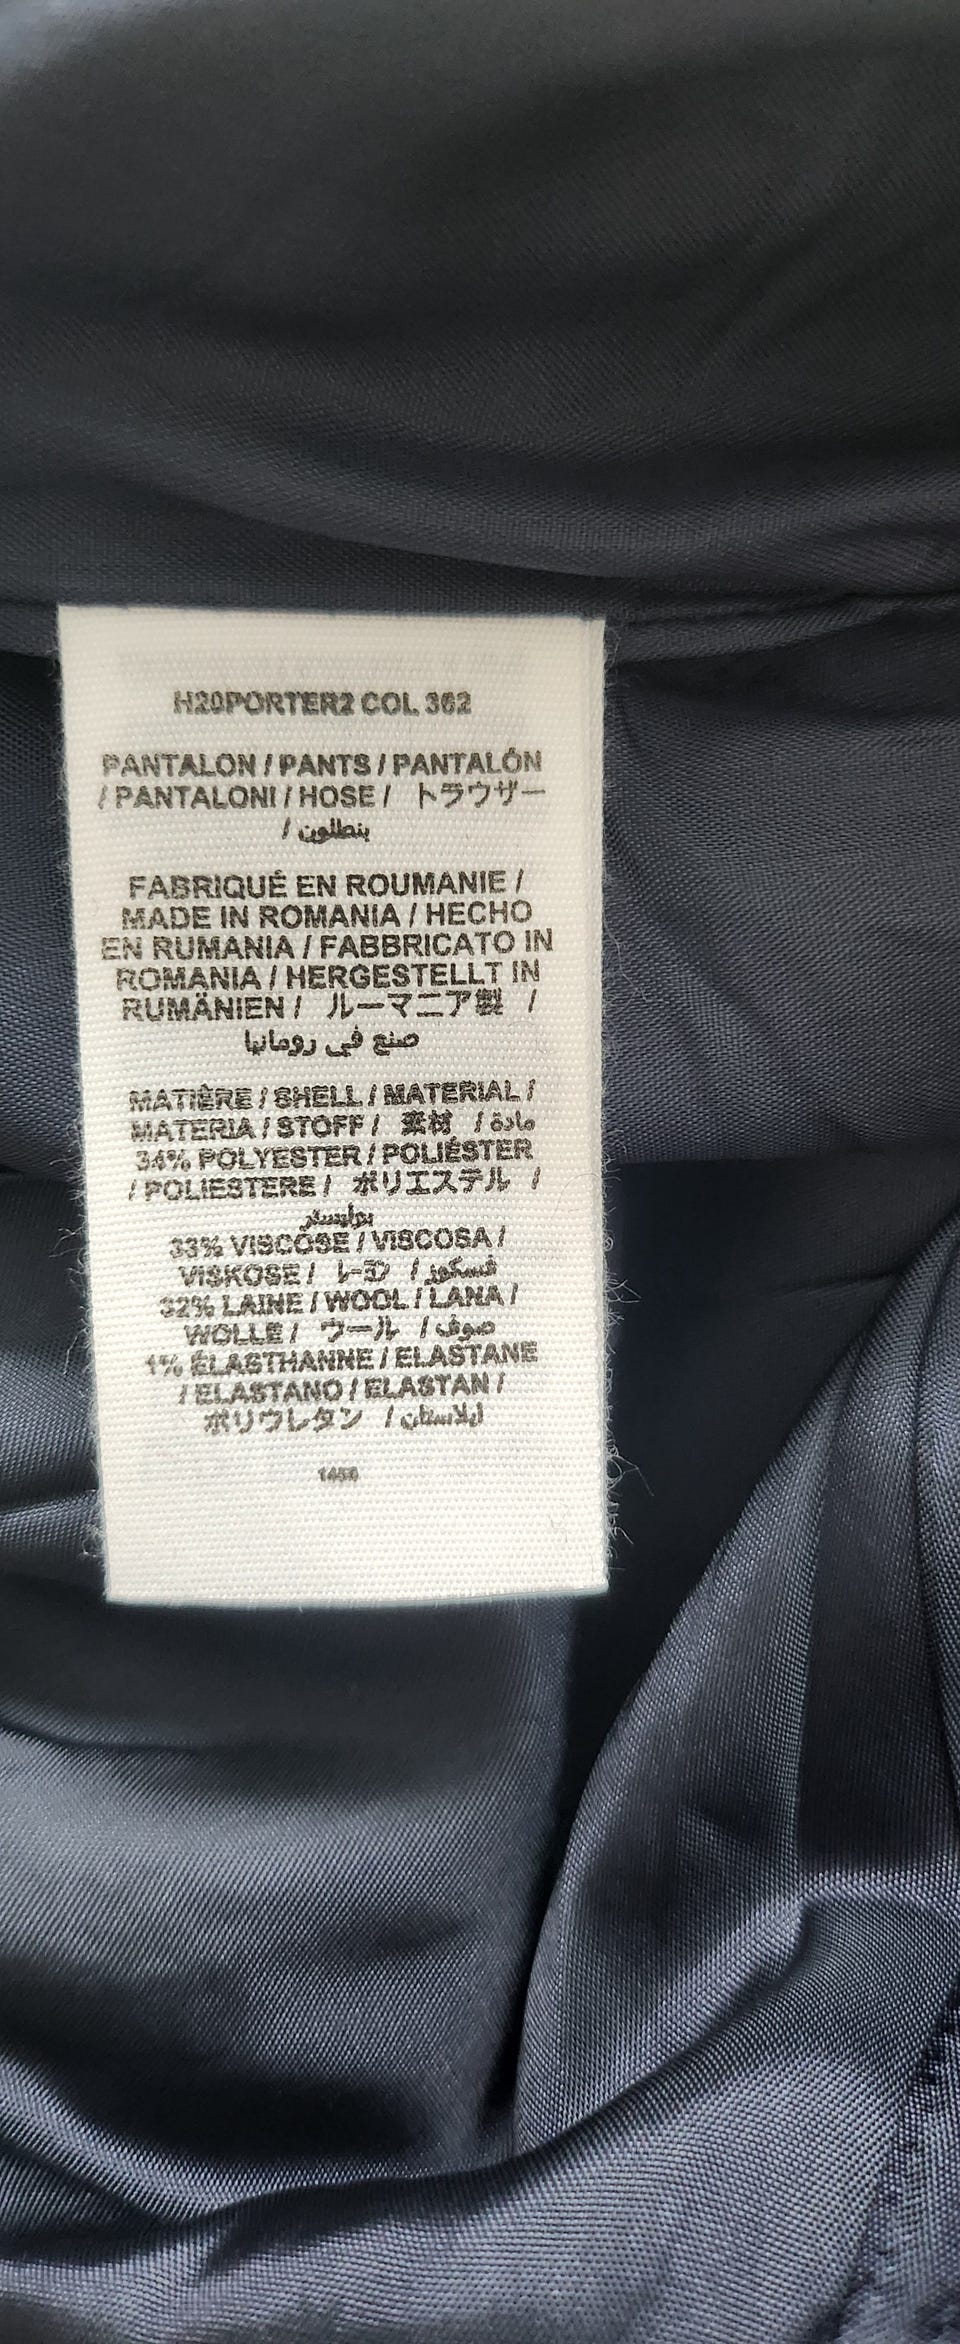 H20PORTER2 COL 362
PANTALON / PANTS / PANTALÓN
/ PANTALONI / HOSE / トラウザー
/ بنطلون
FABRIQUÉ EN ROUMANIE /
MADE IN ROMANIA / HECHO
EN RUMANIA / FABBRICATO IN
ROMANIA / HERGESTELLT IN
RUMÄNIEN / ルーマニア製 /
صنع في رومانيا
MATIÈRE / SHELL / MATERIAL /
MATERIA / STOFF / 素材 / مادة
34% POLYESTER / POLIÉSTER
/ POLIESTERE / ポリエステル /
بوليستر
33% VISCOSE / VISCOSA /
VISKOSE / レーヨン / فسكوز
32% LAINE / WOOL / LANA /
WOLLE / ウール / صوف
1% ÉLASTHANNE / ELASTANE
/ ELASTANO / ELASTAN /
ポリウレタン / ايلاستان